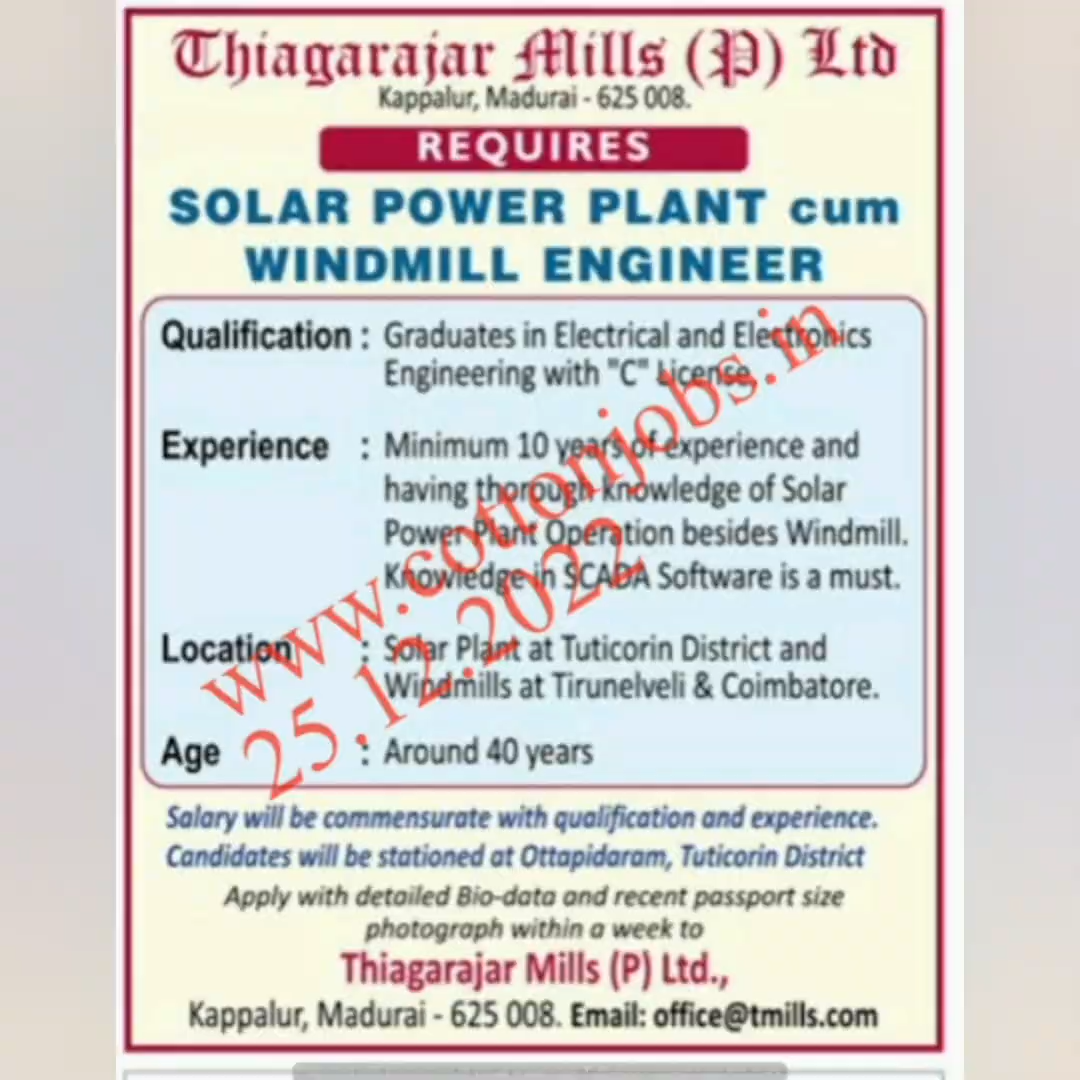 Thiagarajar Mills (P) Ltd
Kappalur, Madurai - 625 008.
REQUIRES
SOLAR POWER PLANT cum
WINDMILL ENGINEER
Qualification : Graduates in Electrical and Electronics
Engineering with "C" License.
Experience : Minimum 10 years of experience and
having thorough knowledge of Solar
Power Plant Operation besides Windmill.
Knowledge in SCADA Software is a must.
Location : Solar Plant at Tuticorin District and
Windmills at Tirunelveli & Coimbatore.
Age : Around 40 years
www.cottonjobs.in
25.12.2022
Salary will be commensurate with qualification and experience.
Candidates will be stationed at Ottapidaram, Tuticorin District
Apply with detailed Bio-data and recent passport size
photograph within a week to
Thiagarajar Mills (P) Ltd.,
Kappalur, Madurai - 625 008. Email: office@tmills.com